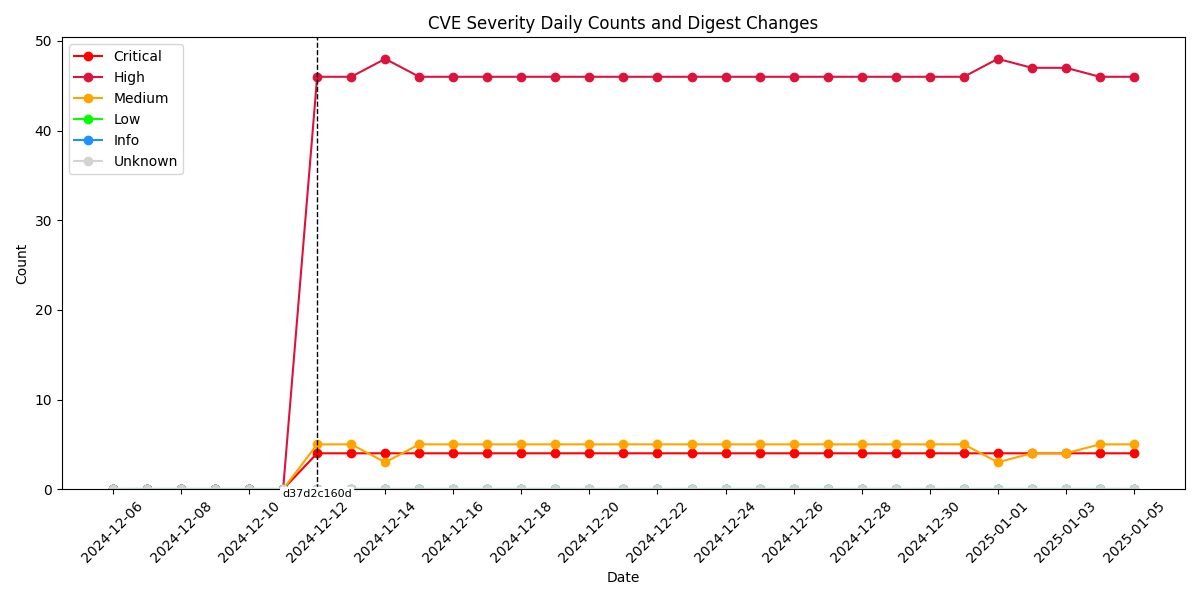 CVE Severity Daily Counts and Digest Changes
Critical
High
Medium
Low
Info
Unknown
50
40
30
20
10
0
Count
d37d2c160d
2024-12-06
2024-12-08
2024-12-10
2024-12-12
2024-12-14
2024-12-16
2024-12-18
2024-12-20
2024-12-22
2024-12-24
2024-12-26
2024-12-28
2024-12-30
2025-01-01
2025-01-03
2025-01-05
Date